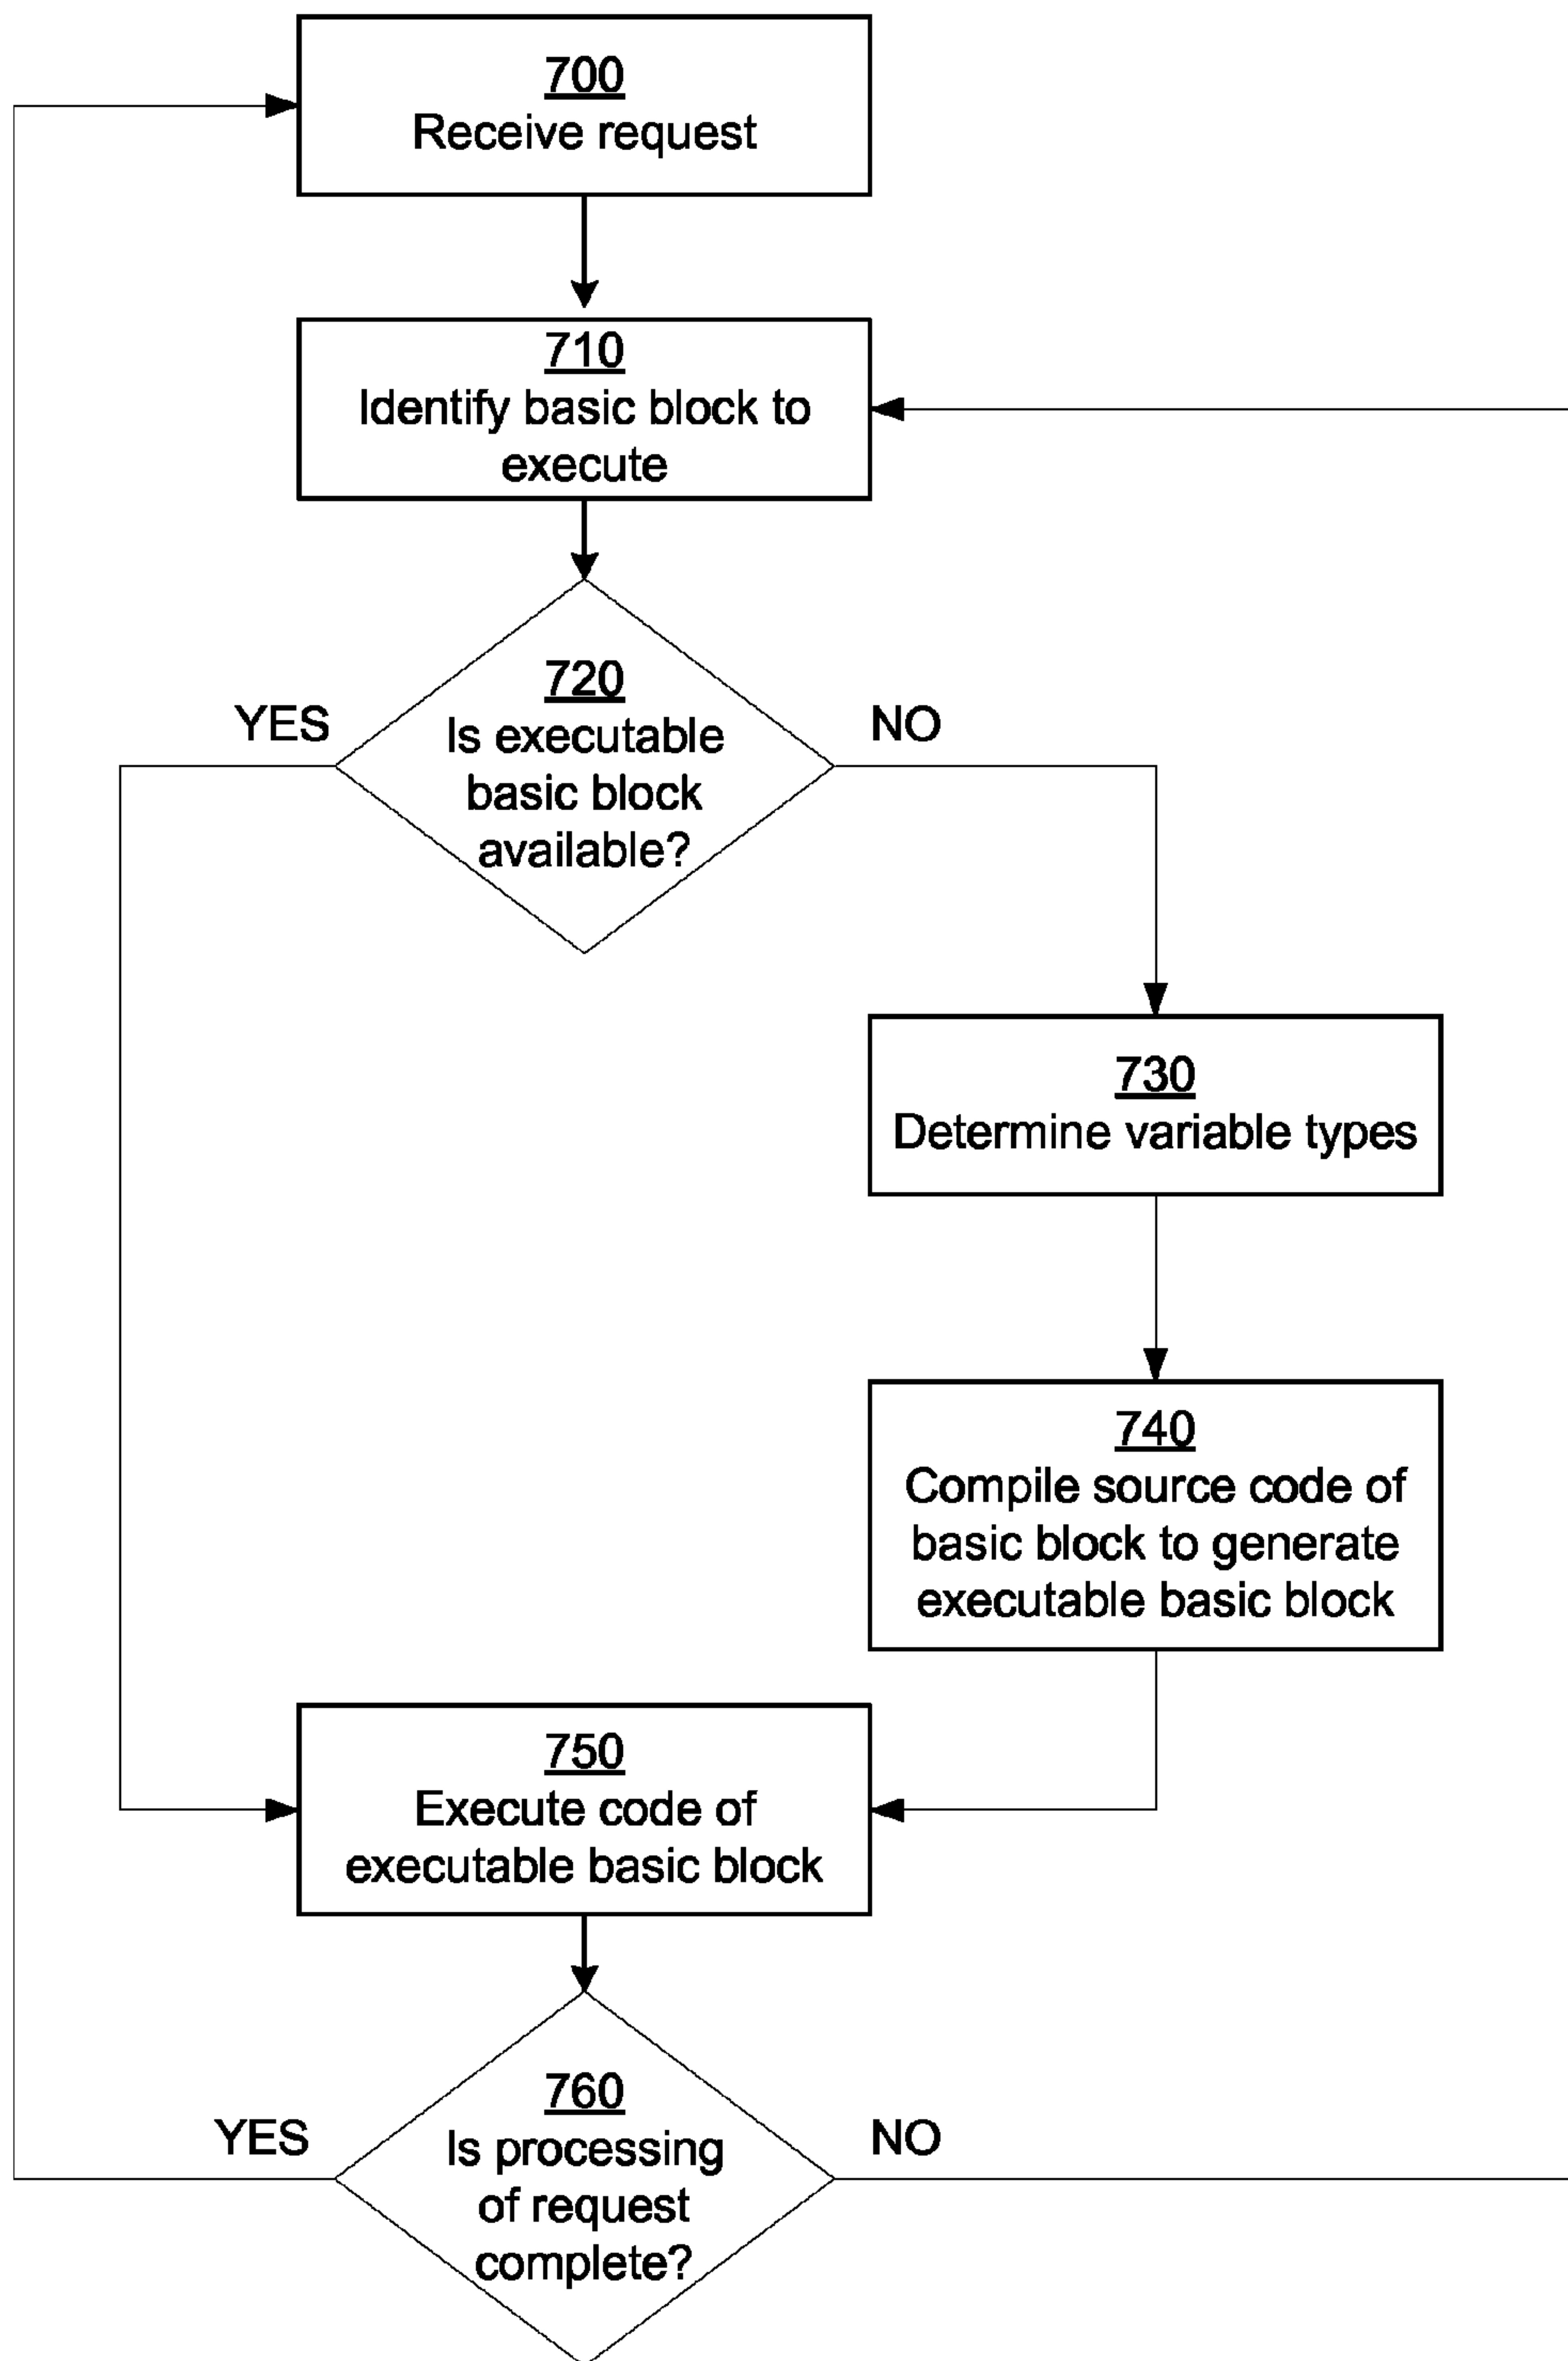 700
Receive request
710
Identify basic block to
execute
720
Is executable
basic block
available?
YES
NO
730
Determine variable types
740
Compile source code of
basic block to generate
executable basic block
750
Execute code of
executable basic block
760
Is processing
of request
complete?
YES
NO